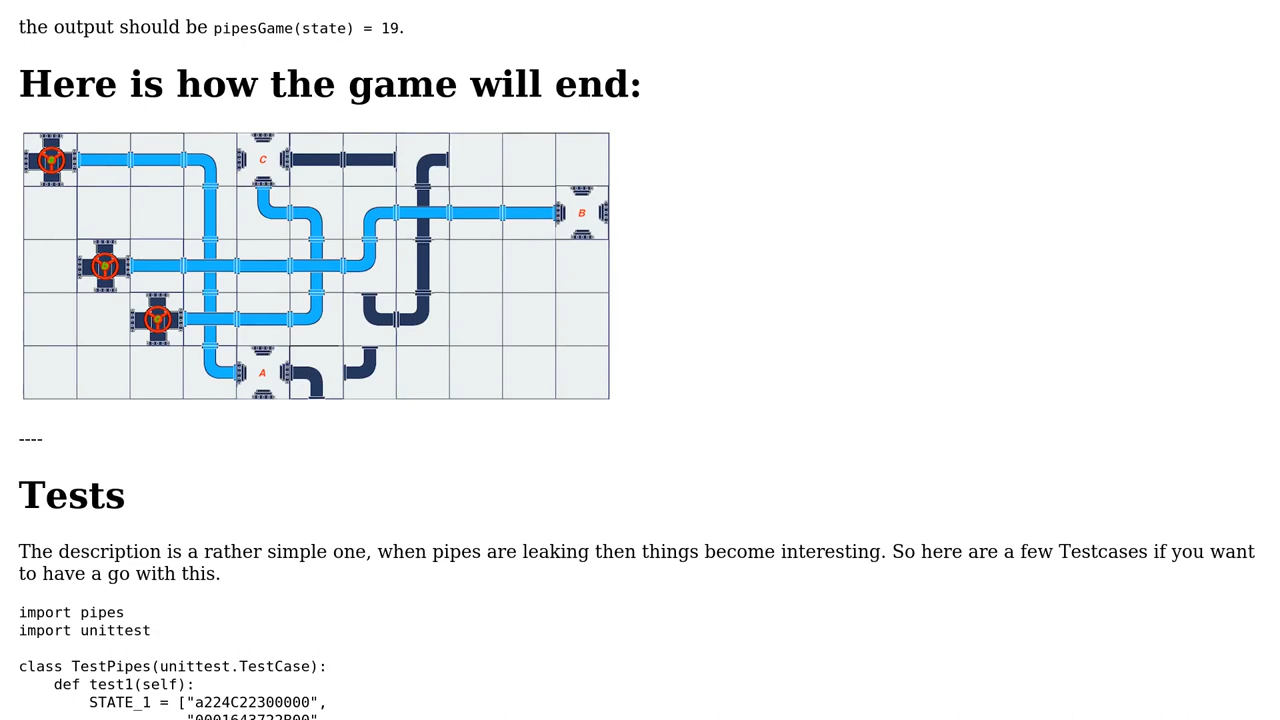 the output should be pipesGame(state) = 19.
Here is how the game will end:
C
B
A
----
Tests
The description is a rather simple one, when pipes are leaking then things become interesting. So here are a few Testcases if you want
to have a go with this.
import pipes
import unittest
class TestPipes(unittest.TestCase):
def test1(self):
STATE_1 = ["a224C22300000",
"0001643722B00",